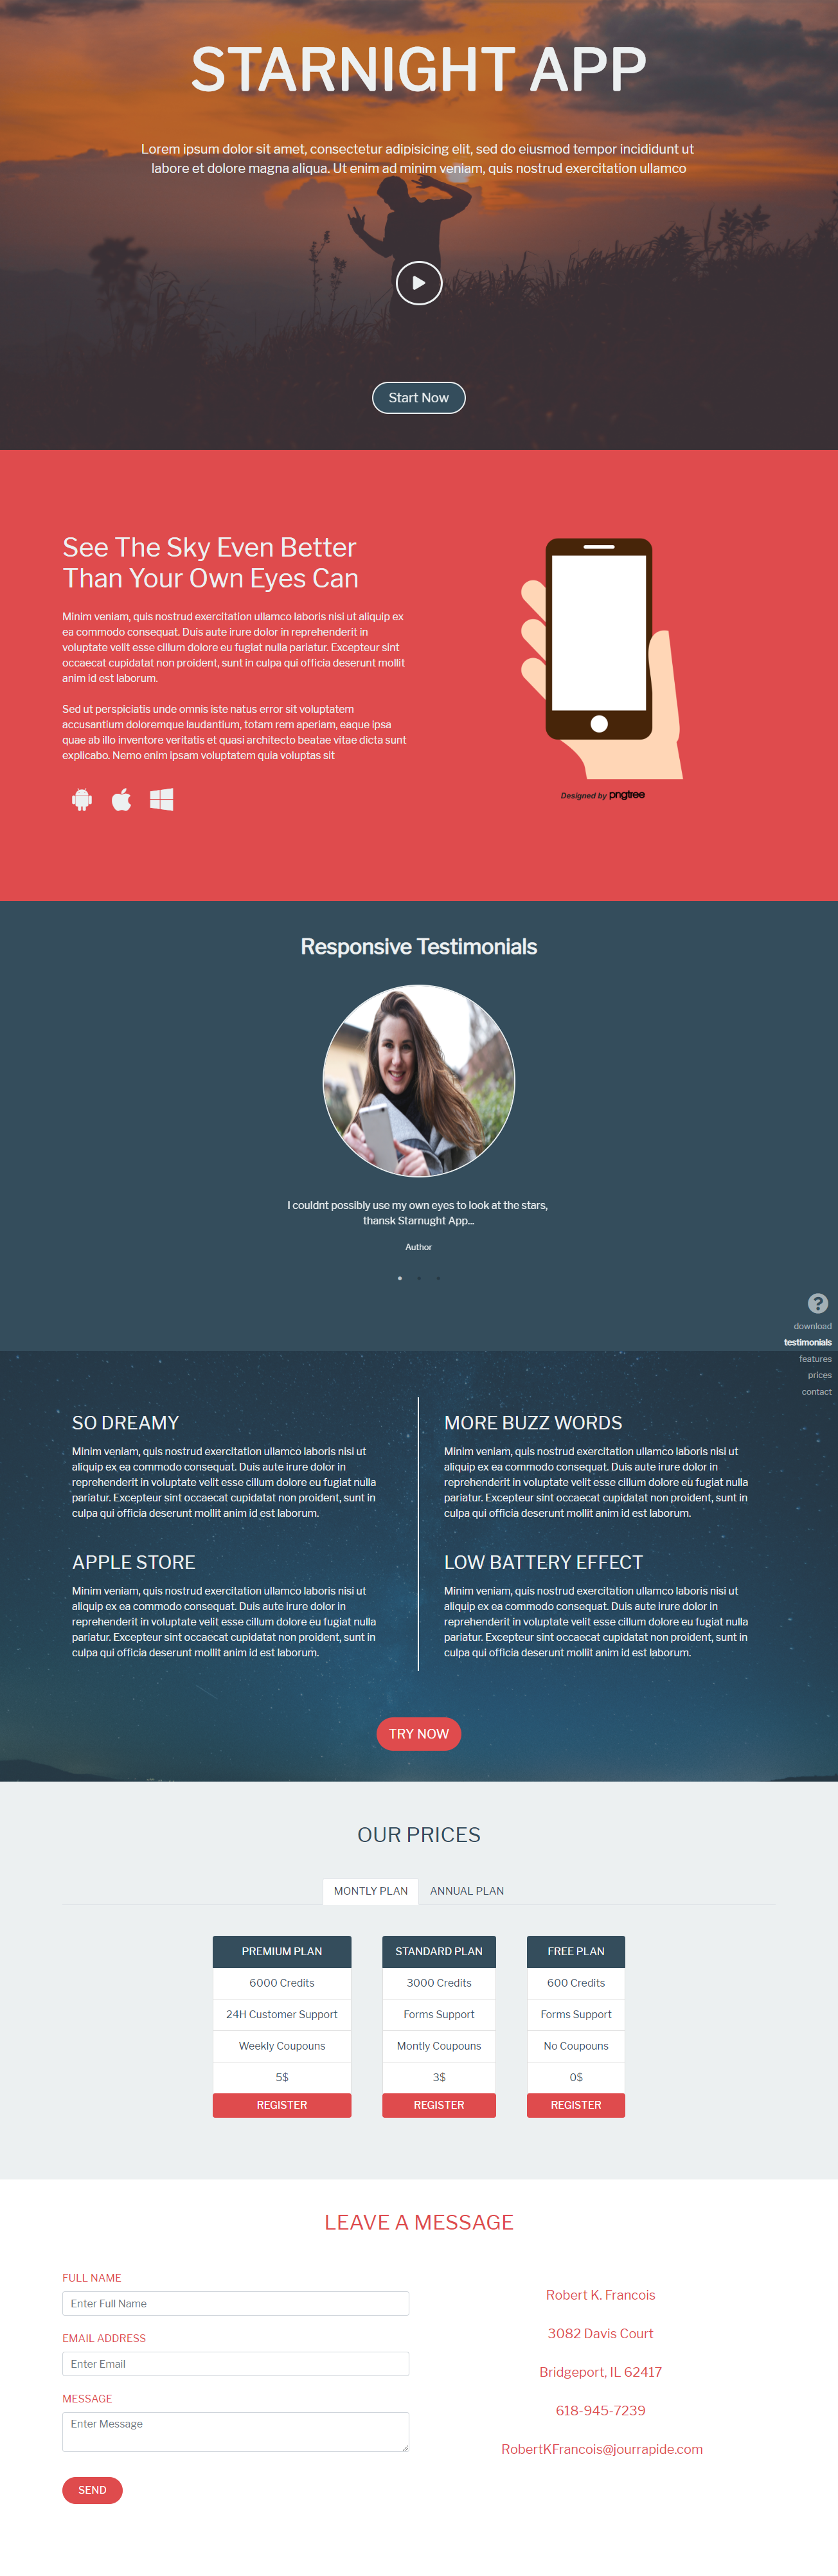 STARNIGHT APP
Lorem ipsum dolor sit amet, consectetur adipisicing elit, sed do eiusmod tempor incididunt ut
labore et dolore magna aliqua. Ut enim ad minim veniam, quis nostrud exercitation ullamco
Start Now
See The Sky Even Better
Than Your Own Eyes Can
Minim veniam, quis nostrud exercitation ullamco laboris nisi ut aliquip ex
ea commodo consequat. Duis aute irure dolor in reprehenderit in
voluptate velit esse cillum dolore eu fugiat nulla pariatur. Excepteur sint
occaecat cupidatat non proident, sunt in culpa qui officia deserunt mollit
anim id est laborum.
Sed ut perspiciatis unde omnis iste natus error sit voluptatem
accusantium doloremque laudantium, totam rem aperiam, eaque ipsa
quae ab illo inventore veritatis et quasi architecto beatae vitae dicta sunt
explicabo. Nemo enim ipsam voluptatem quia voluptas sit
Designed by pngtree
Responsive Testimonials
I couldnt possibly use my own eyes to look at the stars,
thansk Starnught App...
Author
?
download
testimonials
features
prices
contact
SO DREAMY
Minim veniam, quis nostrud exercitation ullamco laboris nisi ut
aliquip ex ea commodo consequat. Duis aute irure dolor in
reprehenderit in voluptate velit esse cillum dolore eu fugiat nulla
pariatur. Excepteur sint occaecat cupidatat non proident, sunt in
culpa qui officia deserunt mollit anim id est laborum.
MORE BUZZ WORDS
Minim veniam, quis nostrud exercitation ullamco laboris nisi ut
aliquip ex ea commodo consequat. Duis aute irure dolor in
reprehenderit in voluptate velit esse cillum dolore eu fugiat nulla
pariatur. Excepteur sint occaecat cupidatat non proident, sunt in
culpa qui officia deserunt mollit anim id est laborum.
APPLE STORE
Minim veniam, quis nostrud exercitation ullamco laboris nisi ut
aliquip ex ea commodo consequat. Duis aute irure dolor in
reprehenderit in voluptate velit esse cillum dolore eu fugiat nulla
pariatur. Excepteur sint occaecat cupidatat non proident, sunt in
culpa qui officia deserunt mollit anim id est laborum.
LOW BATTERY EFFECT
Minim veniam, quis nostrud exercitation ullamco laboris nisi ut
aliquip ex ea commodo consequat. Duis aute irure dolor in
reprehenderit in voluptate velit esse cillum dolore eu fugiat nulla
pariatur. Excepteur sint occaecat cupidatat non proident, sunt in
culpa qui officia deserunt mollit anim id est laborum.
TRY NOW
OUR PRICES
MONTLY PLAN
ANNUAL PLAN
PREMIUM PLAN
6000 Credits
24H Customer Support
Weekly Coupouns
5$
REGISTER
STANDARD PLAN
3000 Credits
Forms Support
Montly Coupouns
3$
REGISTER
FREE PLAN
600 Credits
Forms Support
No Coupouns
0$
REGISTER
LEAVE A MESSAGE
FULL NAME
Enter Full Name
EMAIL ADDRESS
Enter Email
MESSAGE
Enter Message
SEND
Robert K. Francois
3082 Davis Court
Bridgeport, IL 62417
618-945-7239
RobertKFrancois@jourrapide.com